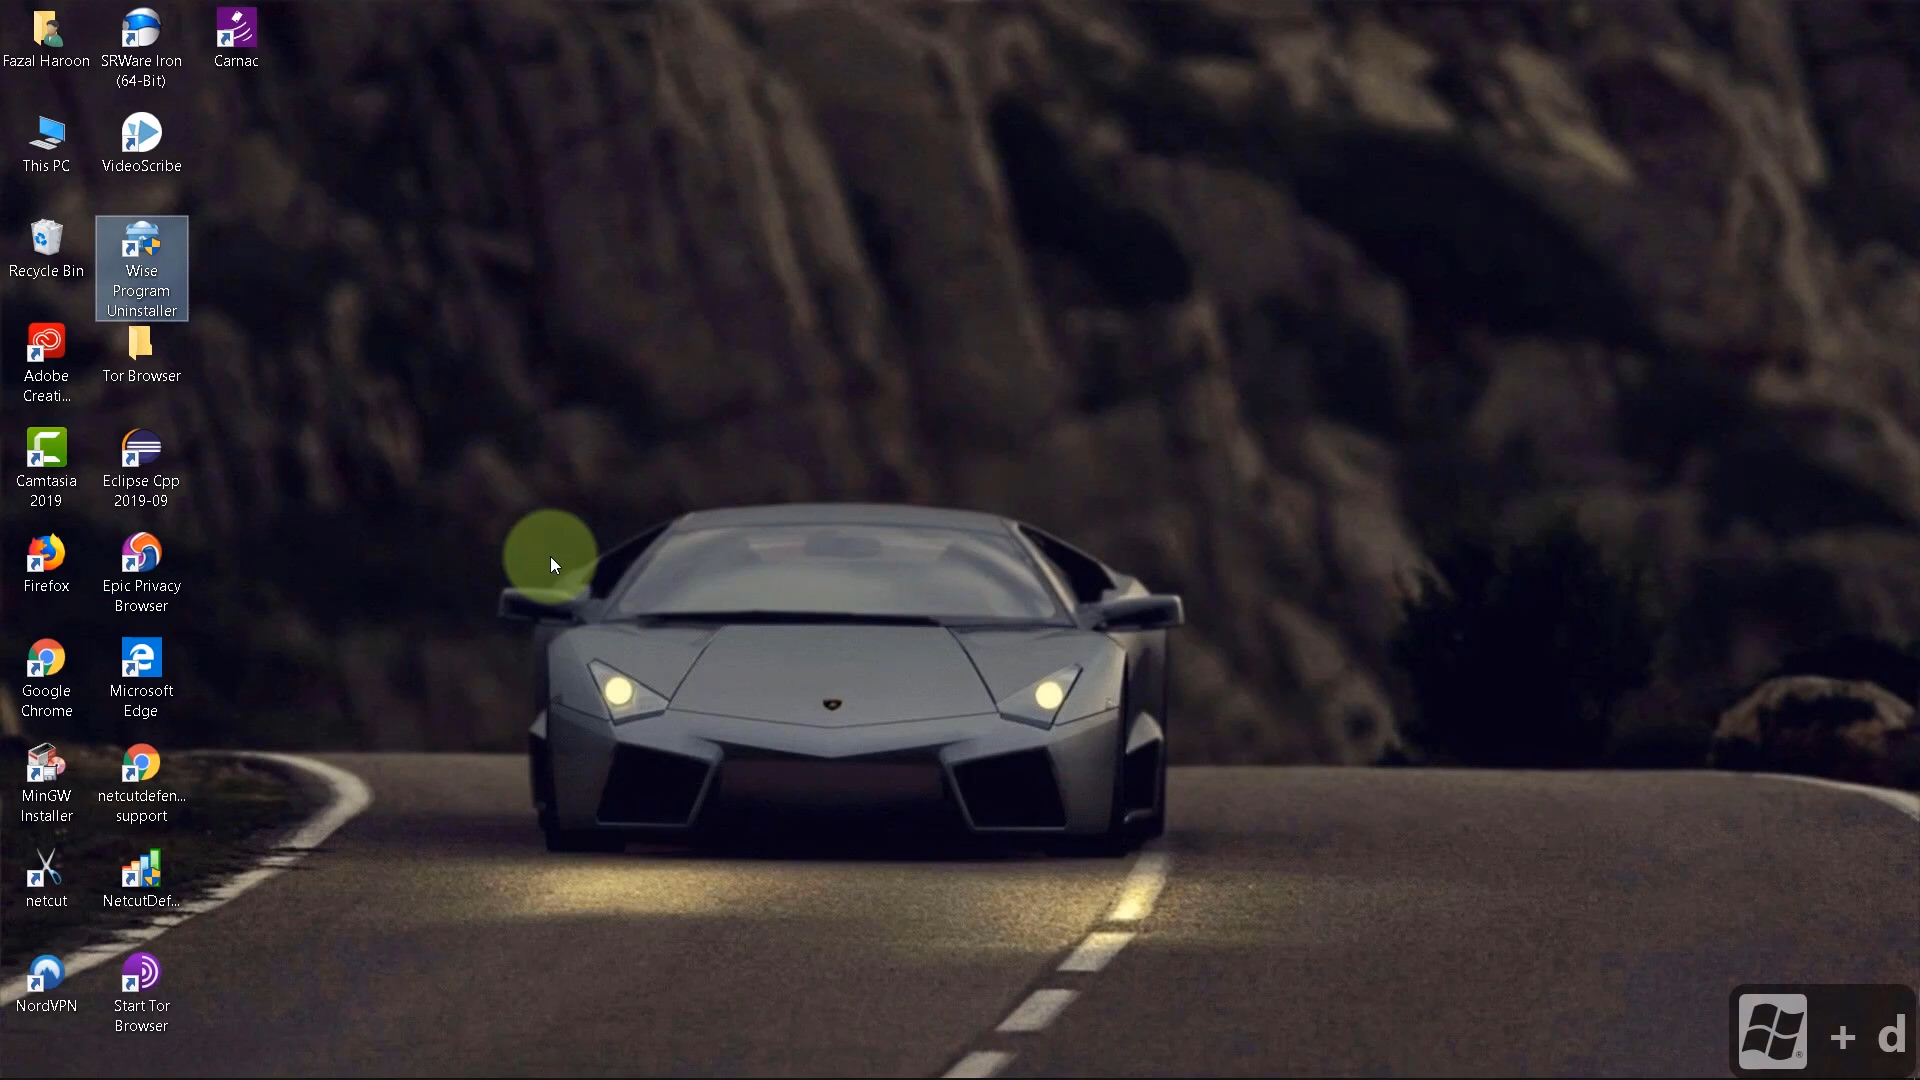 Fazal Haroon
SRWare Iron
(64-Bit)
Carnac
This PC
VideoScribe
Recycle Bin
Wise
Program
Uninstaller
Adobe
Creati...
Tor Browser
Camtasia
2019
Eclipse Cpp
2019-09
Firefox
Epic Privacy
Browser
Google
Chrome
Microsoft
Edge
MinGW
Installer
netcutdefen...
support
netcut
NetcutDef...
NordVPN
Start Tor
Browser
+ d